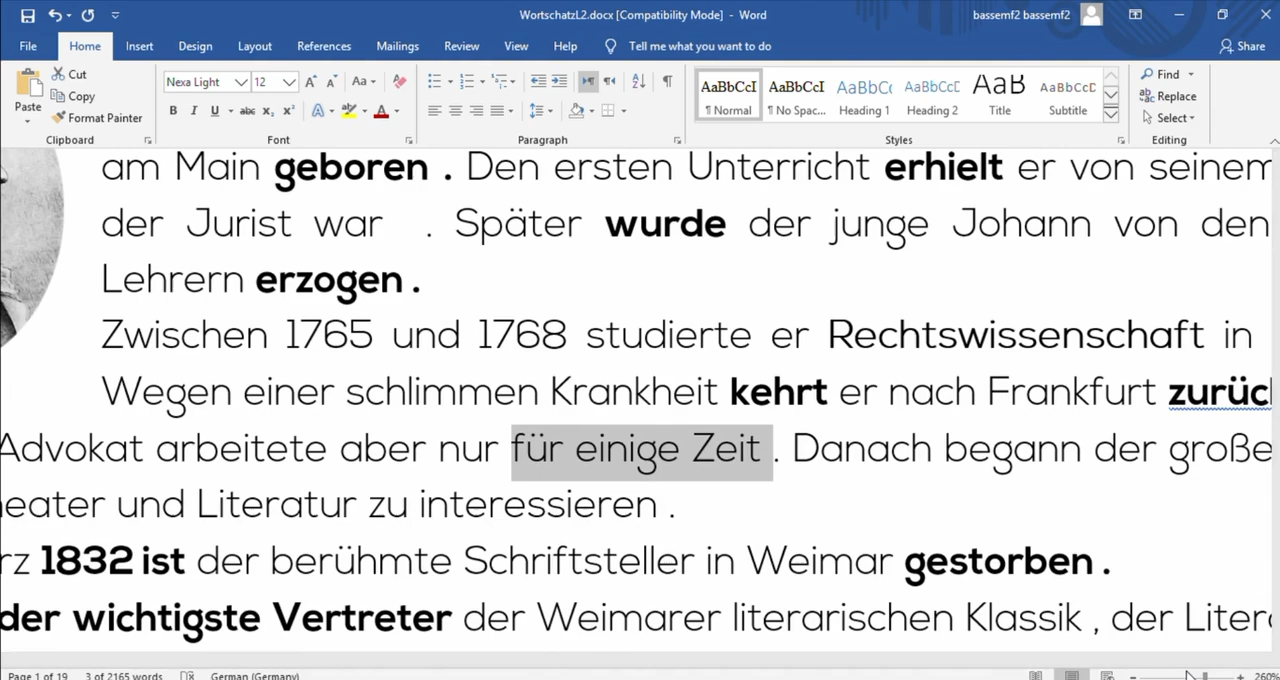 WortschatzL2.docx [Compatibility Mode] - Word
bassemf2 bassemf2
File Home Insert Design Layout References Mailings Review View Help Tell me what you want to do Share
Paste
Cut
Copy
Format Painter
Clipboard
Nexa Light 12
Font
Paragraph
AaBbCcI AaBbCcI AaBbCc AaBbCcC AaB AaBbCcC
¶ Normal ¶ No Spac... Heading 1 Heading 2 Title Subtitle
Styles
Find
Replace
Select
Editing
am Main geboren . Den ersten Unterricht erhielt er von seinem
der Jurist war . Später wurde der junge Johann von den
Lehrern erzogen .
Zwischen 1765 und 1768 studierte er Rechtswissenschaft in
Wegen einer schlimmen Krankheit kehrt er nach Frankfurt zurüc
Advokat arbeitete aber nur für einige Zeit . Danach begann der große
eater und Literatur zu interessieren .
rz 1832 ist der berühmte Schriftsteller in Weimar gestorben .
der wichtigste Vertreter der Weimarer literarischen Klassik , der Liter
Page 1 of 19 3 of 2165 words German (Germany) 260%